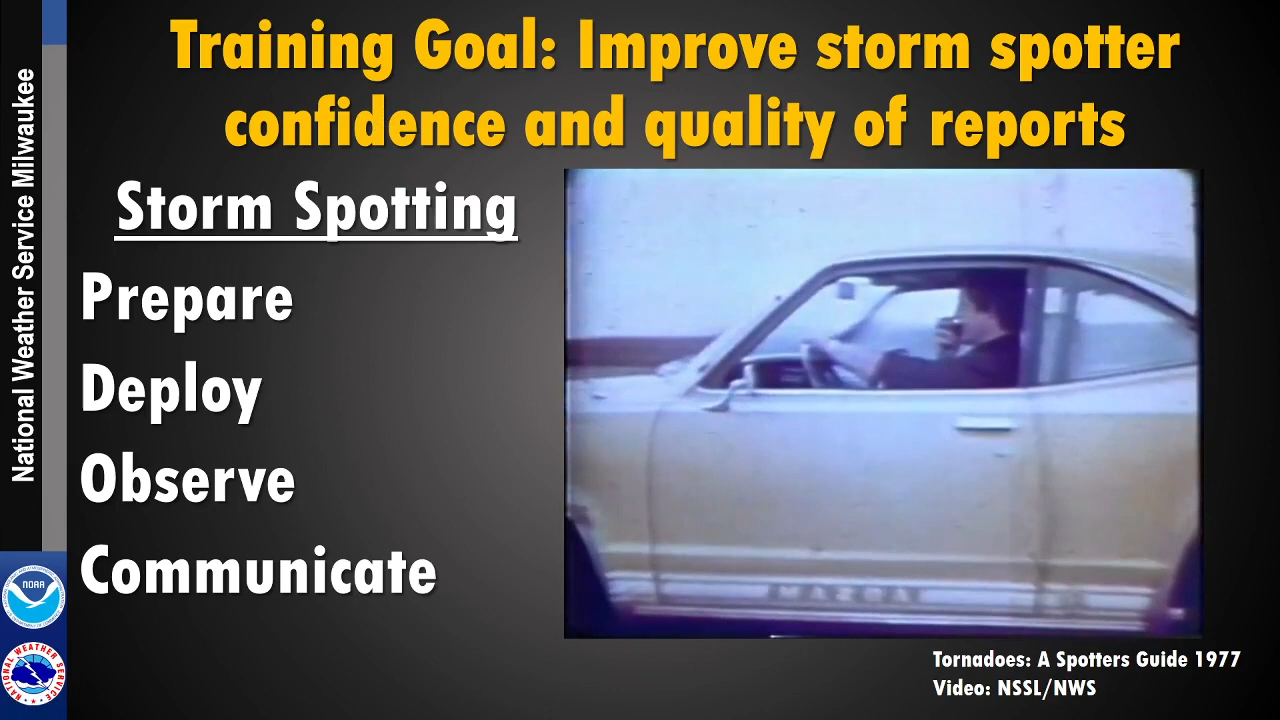 Training Goal: Improve storm spotter
confidence and quality of reports
National Weather Service Milwaukee
Storm Spotting
Prepare
Deploy
Observe
Communicate
NOAA
NATIONAL WEATHER SERVICE
Tornadoes: A Spotters Guide 1977
Video: NSSL/NWS